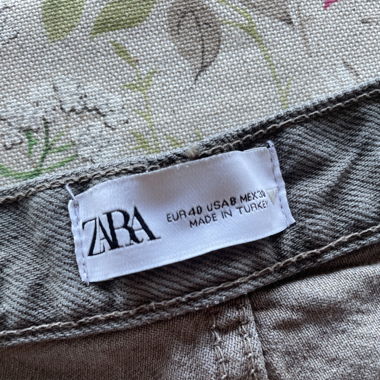 ZARA
EUR 40 USA 8 MEX 30
MADE IN TURKEY